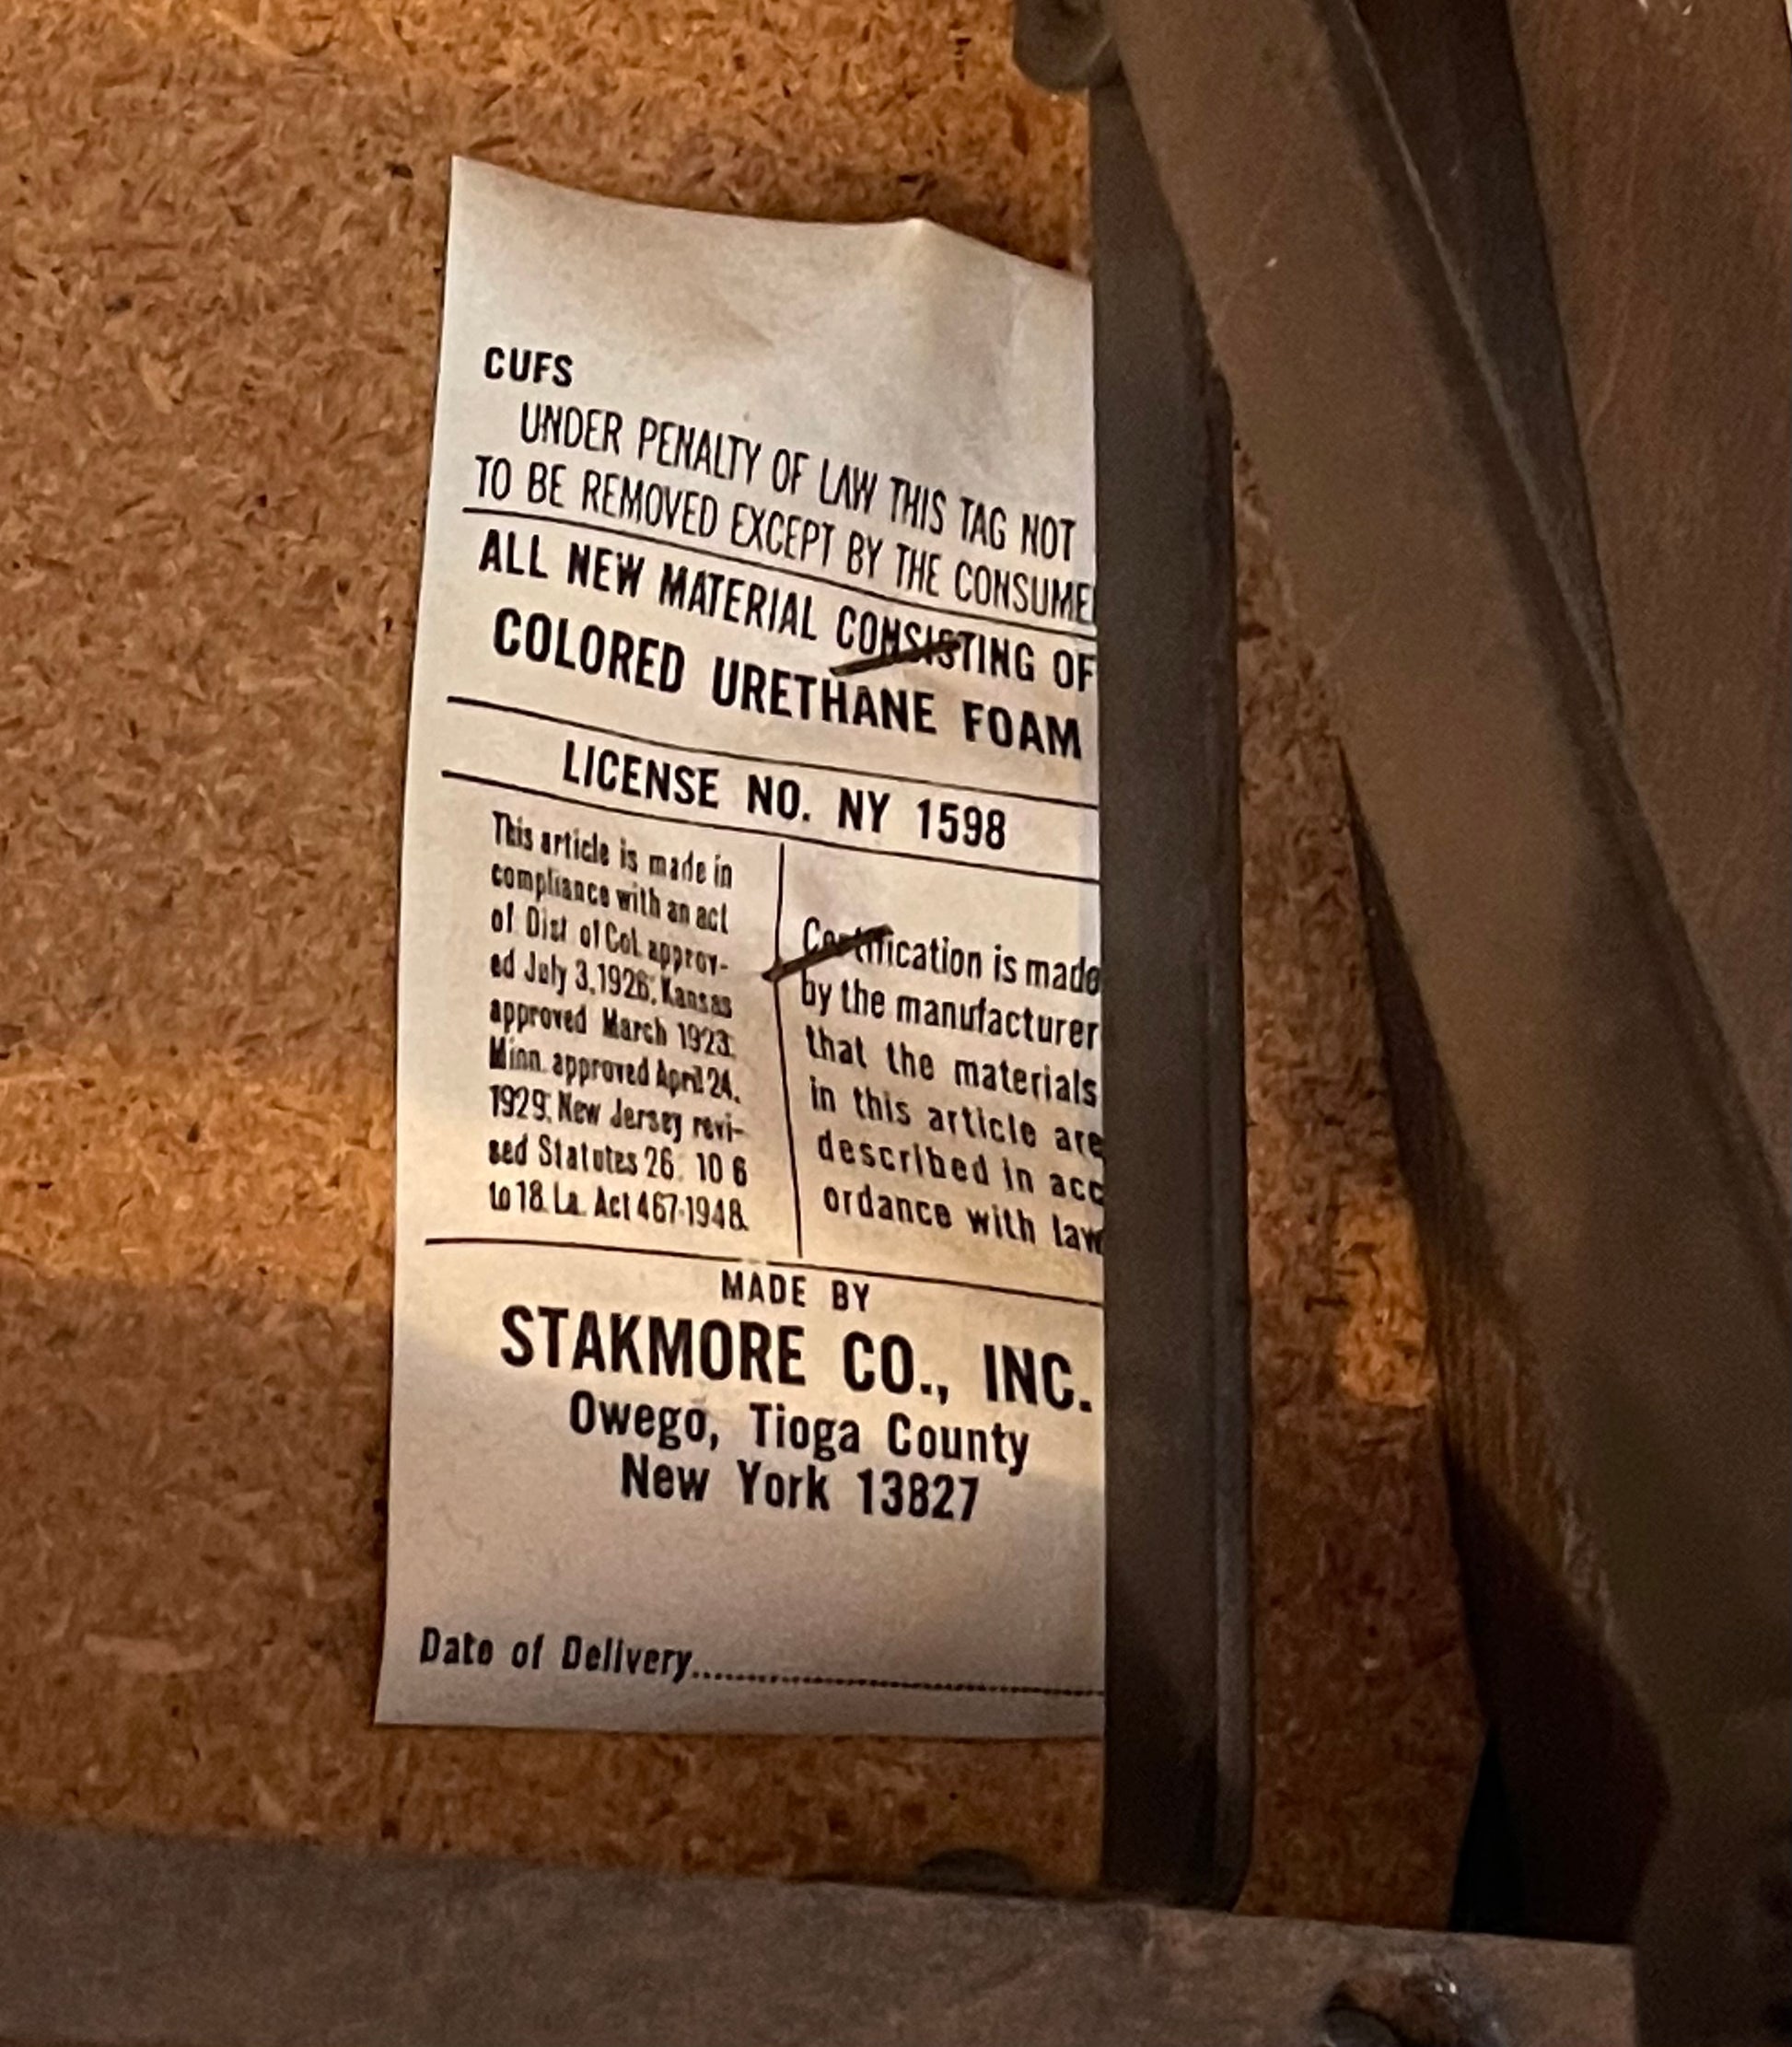 CUFS
UNDER PENALTY OF LAW THIS TAG NOT
TO BE REMOVED EXCEPT BY THE CONSUME
ALL NEW MATERIAL CONSISTING OF
COLORED URETHANE FOAM
LICENSE NO. NY 1598
This article is made in
compliance with an act
of Dist of Col. approv-
ed July 3, 1926; Kansas
approved March 1923.
Minn. approved April 24,
1929; New Jersey revi-
sed Statutes 26. 10 6
to 18. La. Act 467-1948.
Certification is made
by the manufacturer
that the materials
in this article are
described in acc
ordance with law
MADE BY
STAKMORE CO., INC.
Owego, Tioga County
New York 13827
Date of Delivery